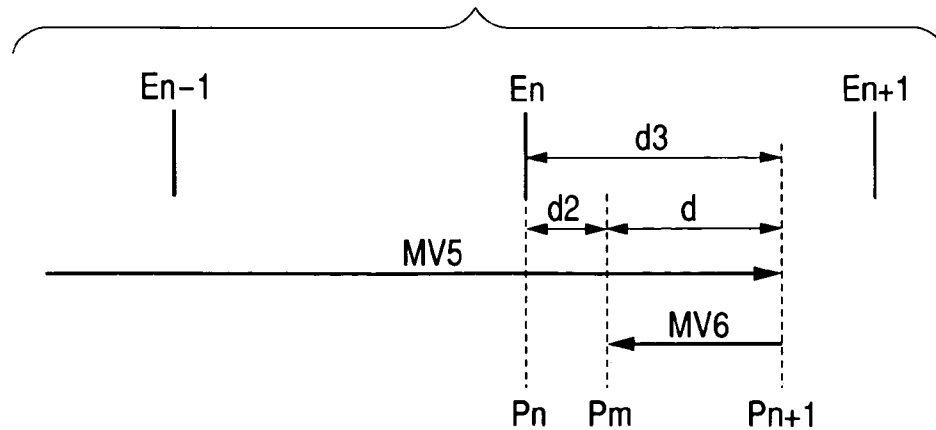 En-1 En En+1
d3
d2 d
MV5
MV6
Pn Pm Pn+1